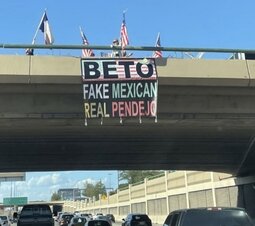 BETO
FAKE MEXICAN
REAL PENDEJO